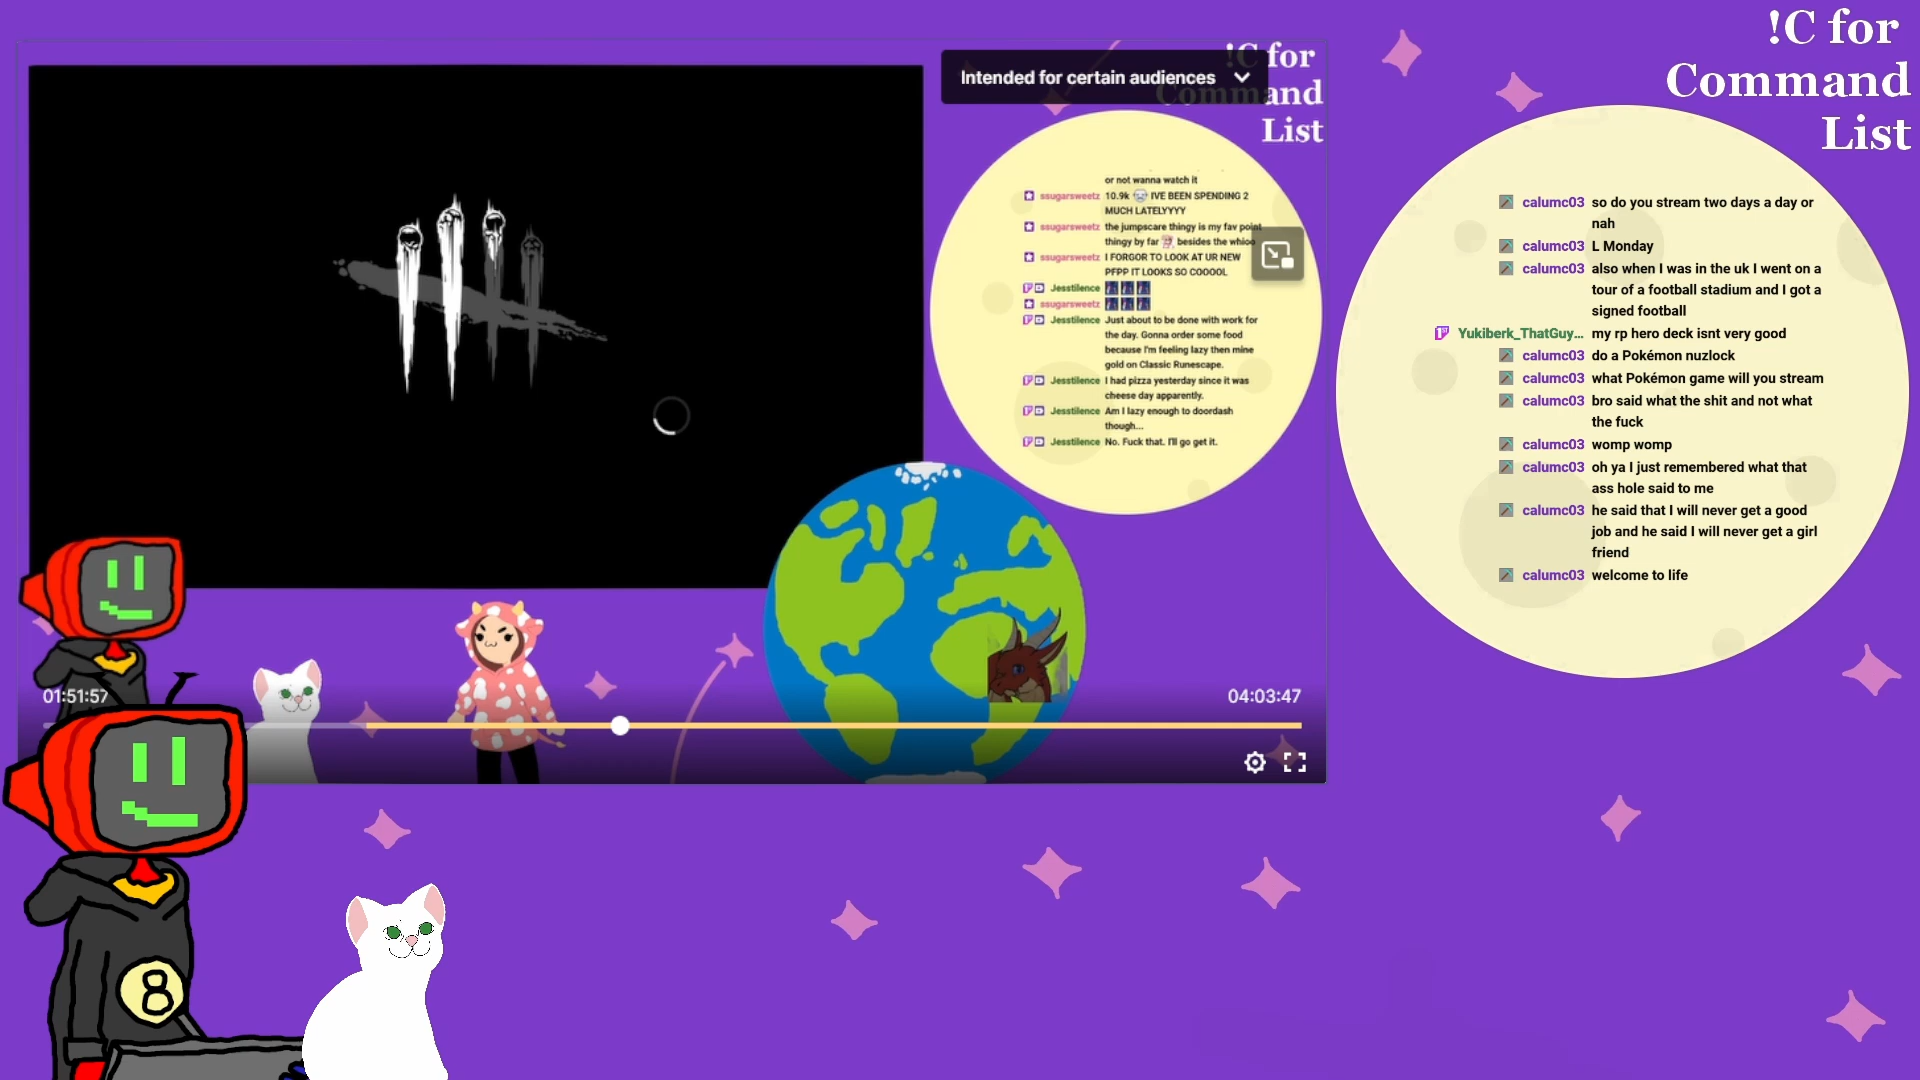 !C for
Command
List
Intended for certain audiences
!C for
Command
List
or not wanna watch it
ssugarsweetz 10.9k IVE BEEN SPENDING 2
MUCH LATELYYYY
ssugarsweetz the jumpscare thingy is my fav point
thingy by far besides the whioo
ssugarsweetz I FORGOR TO LOOK AT UR NEW
PFPP IT LOOKS SO COOOOL
Jesstilence
ssugarsweetz
Jesstilence Just about to be done with work for
the day. Gonna order some food
because I'm feeling lazy then mine
gold on Classic Runescape.
Jesstilence I had pizza yesterday since it was
cheese day apparently.
Jesstilence Am I lazy enough to doordash
though...
Jesstilence No. Fuck that. I'll go get it.
calumc03 so do you stream two days a day or
nah
calumc03 L Monday
calumc03 also when I was in the uk I went on a
tour of a football stadium and I got a
signed football
Yukiberk_ThatGuy... my rp hero deck isnt very good
calumc03 do a Pokémon nuzlock
calumc03 what Pokémon game will you stream
calumc03 bro said what the shit and not what
the fuck
calumc03 womp womp
calumc03 oh ya I just remembered what that
ass hole said to me
calumc03 he said that I will never get a good
job and he said I will never get a girl
friend
calumc03 welcome to life
01:51:57
04:03:47
8